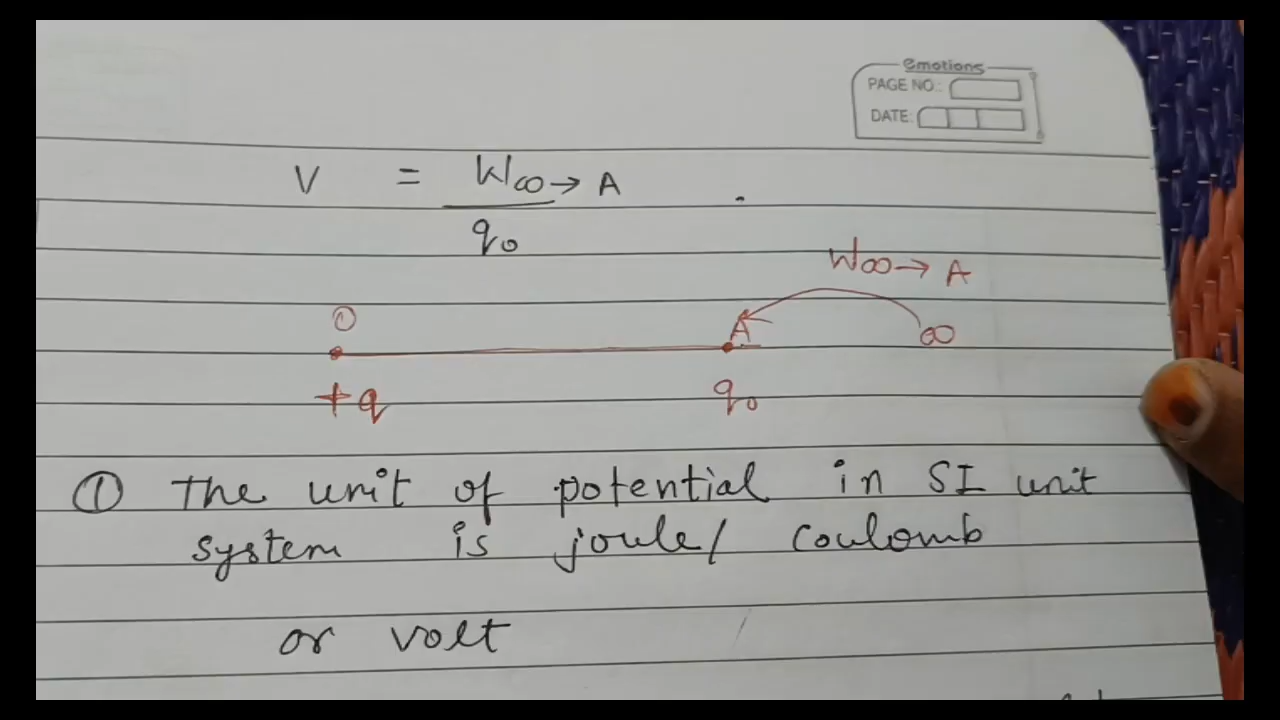 emotions
PAGE NO.:
DATE:
V = W∞→A
q₀
W∞→A
O
A
∞
+q
q₀
① The unit of potential in SI unit
system is joule/ coulomb
or volt